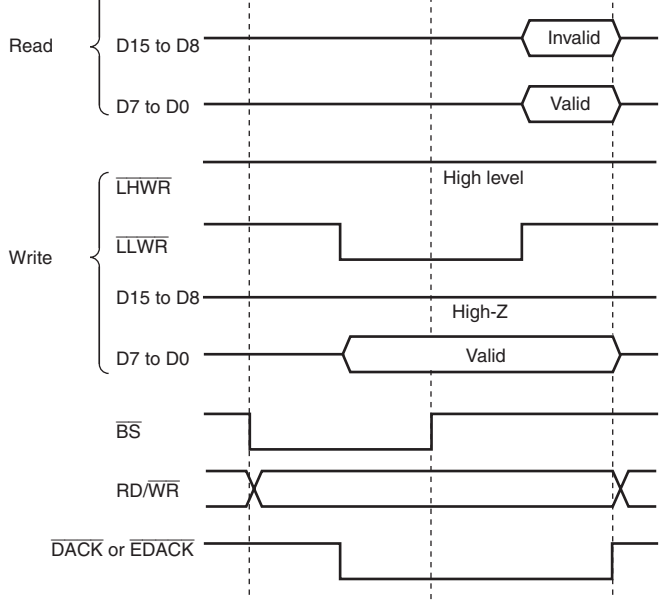 Read
D15 to D8
Invalid
D7 to D0
Valid
Write
LHWR
High level
LLWR
D15 to D8
High-Z
D7 to D0
Valid
BS
RD/WR
DACK or EDACK